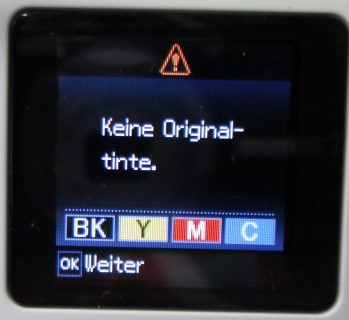 Keine Original-
tinte.
BK Y M C
OK Weiter